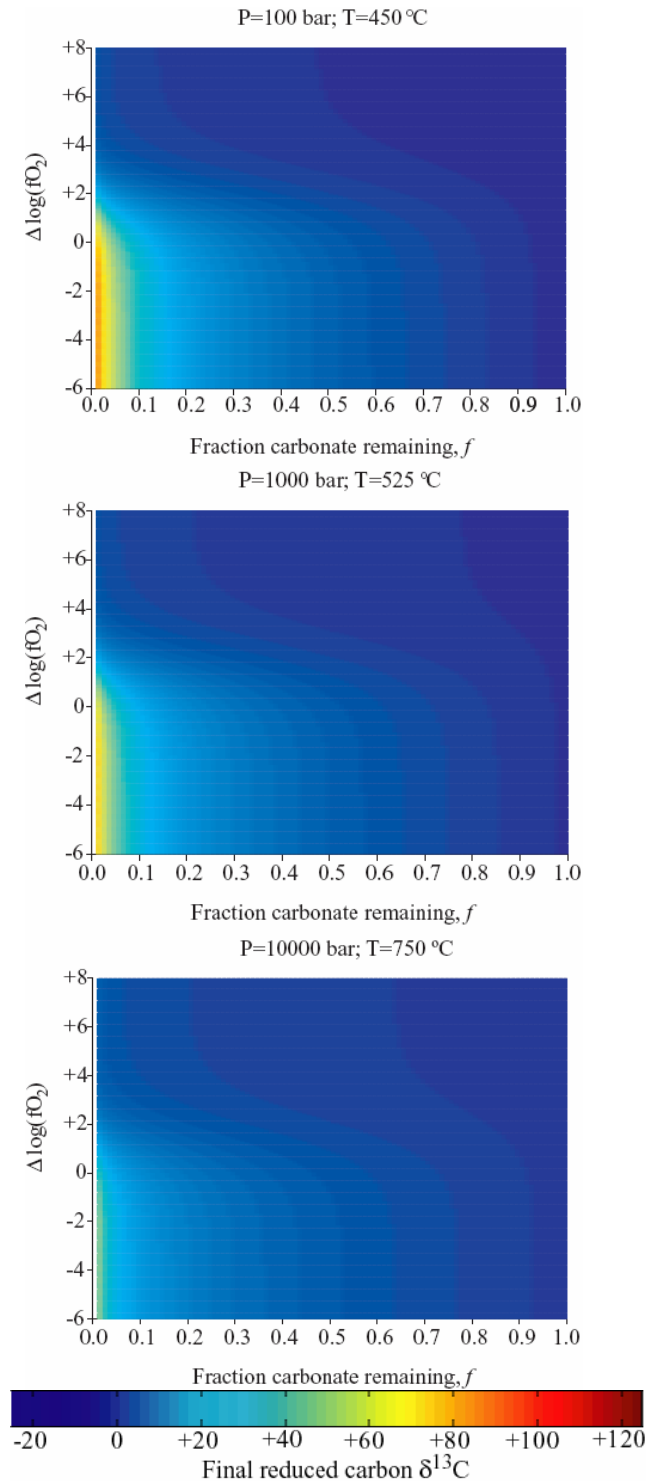 P=100 bar; T=450 °C
+8
+6
+4
+2
0
-2
-4
-6
Δlog(fO₂)
0.0 0.1 0.2 0.3 0.4 0.5 0.6 0.7 0.8 0.9 1.0
Fraction carbonate remaining, f
P=1000 bar; T=525 °C
+8
+6
+4
+2
0
-2
-4
-6
Δlog(fO₂)
0.0 0.1 0.2 0.3 0.4 0.5 0.6 0.7 0.8 0.9 1.0
Fraction carbonate remaining, f
P=10000 bar; T=750 °C
+8
+6
+4
+2
0
-2
-4
-6
Δlog(fO₂)
0.0 0.1 0.2 0.3 0.4 0.5 0.6 0.7 0.8 0.9 1.0
Fraction carbonate remaining, f
-20 0 +20 +40 +60 +80 +100 +120
Final reduced carbon δ¹³C